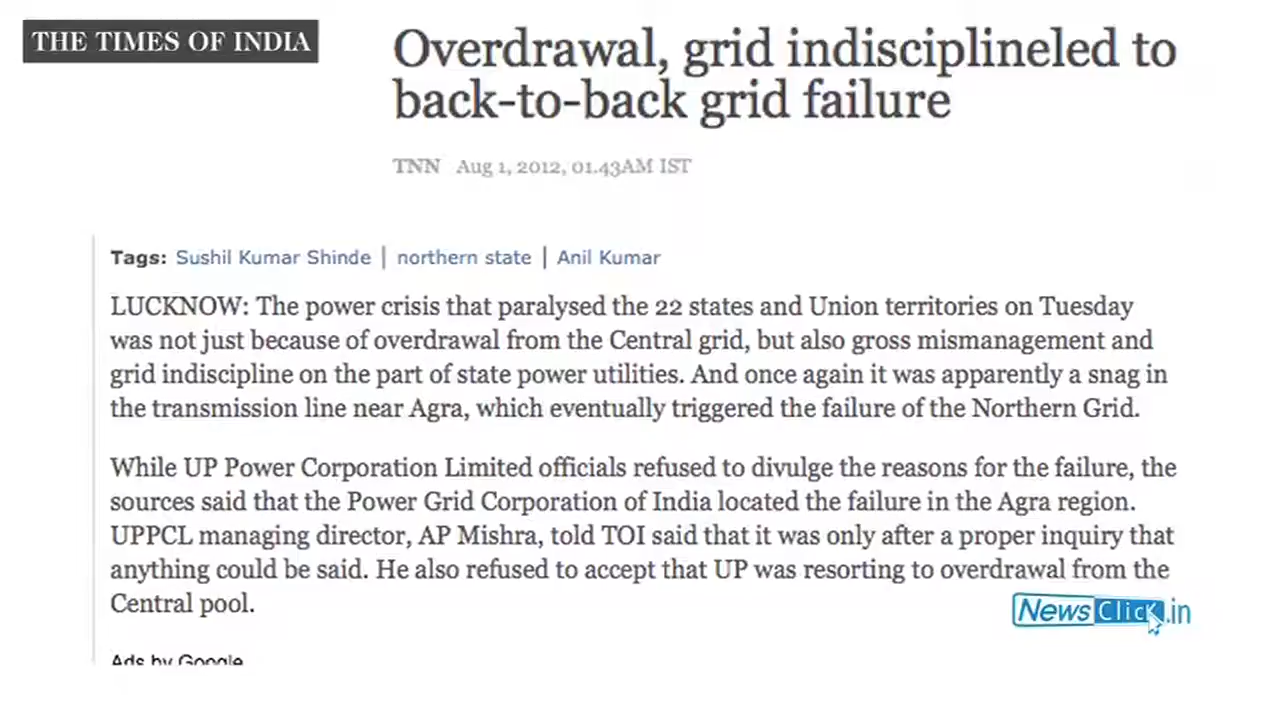 THE TIMES OF INDIA
Overdrawal, grid indisciplineled to
back-to-back grid failure
TNN Aug 1, 2012, 01.43AM IST
Tags: Sushil Kumar Shinde | northern state | Anil Kumar
LUCKNOW: The power crisis that paralysed the 22 states and Union territories on Tuesday
was not just because of overdrawal from the Central grid, but also gross mismanagement and
grid indiscipline on the part of state power utilities. And once again it was apparently a snag in
the transmission line near Agra, which eventually triggered the failure of the Northern Grid.
While UP Power Corporation Limited officials refused to divulge the reasons for the failure, the
sources said that the Power Grid Corporation of India located the failure in the Agra region.
UPPCL managing director, AP Mishra, told TOI said that it was only after a proper inquiry that
anything could be said. He also refused to accept that UP was resorting to overdrawal from the
Central pool.
NewsClick.in
Ads by Google